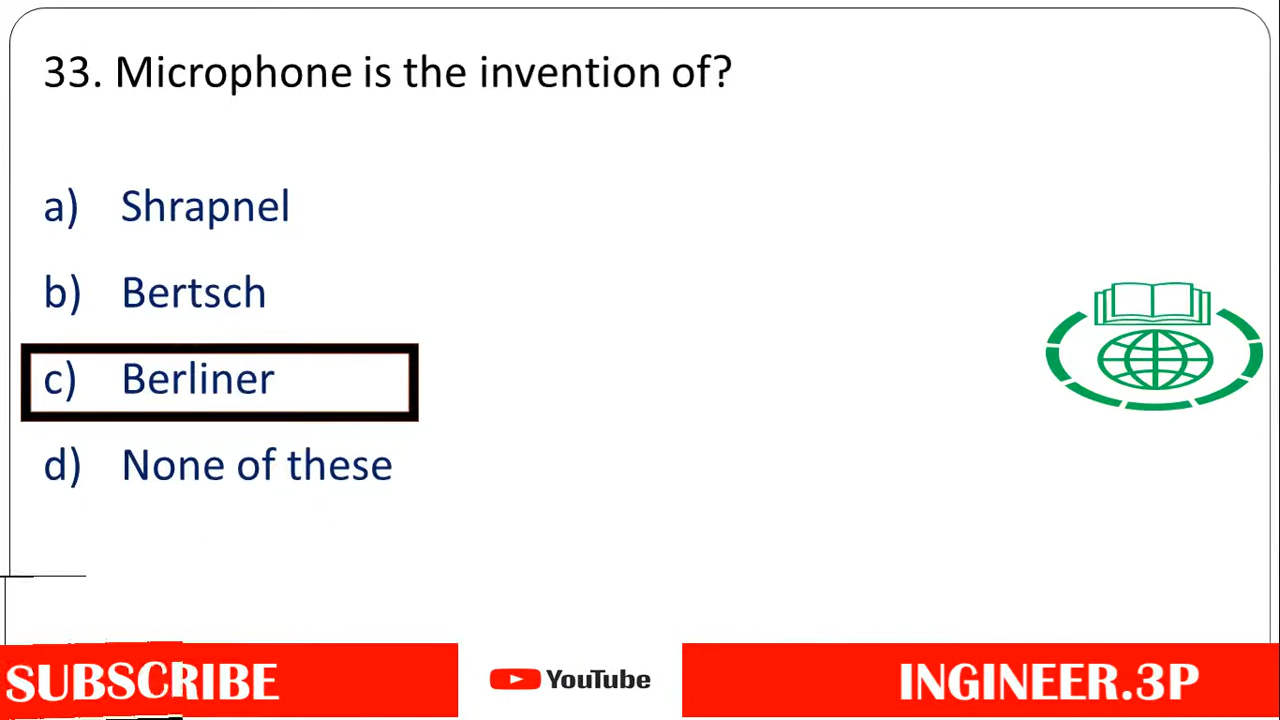 33. Microphone is the invention of?
a) Shrapnel
b) Bertsch
c) Berliner
d) None of these
SUBSCRIBE
YouTube
INGINEER.3P